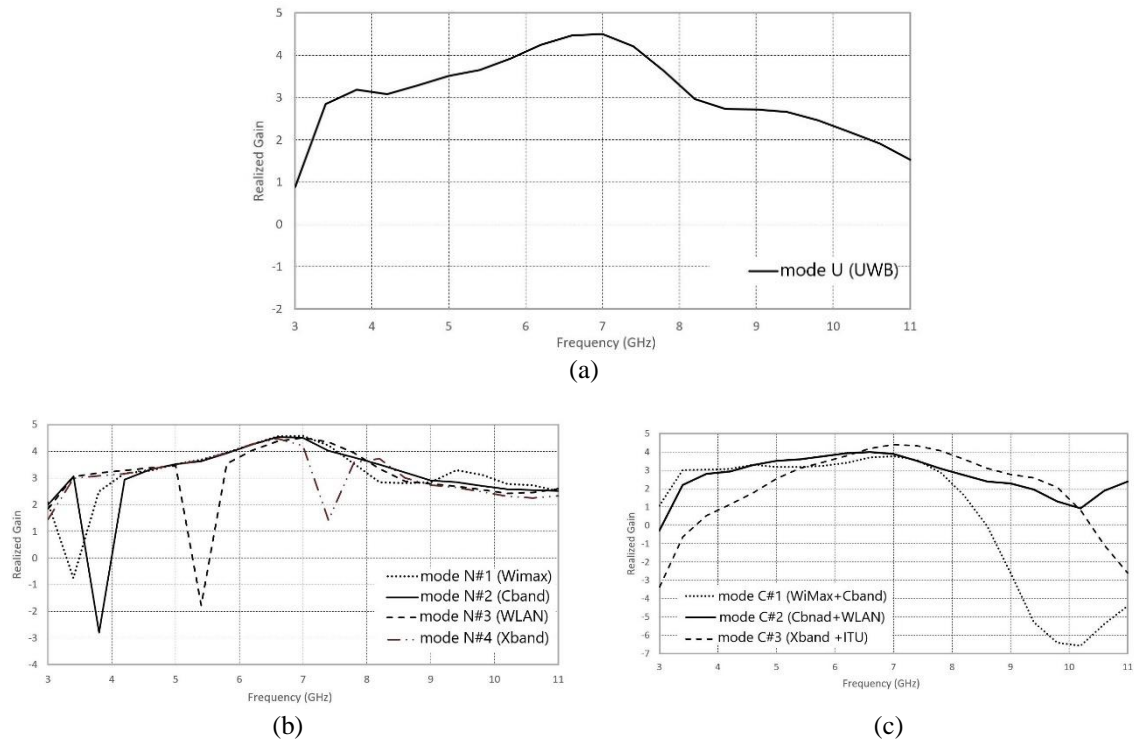 5
4
3
2
1
0
-1
-2
Realized Gain
mode U (UWB)
3 4 5 6 7 8 9 10 11
Frequency (GHz)
(a)
5
4
3
2
1
0
-1
-2
-3
-4
Realized Gain
mode N#1 (Wimax)
mode N#2 (Cband)
mode N#3 (WLAN)
mode N#4 (Xband)
3 4 5 6 7 8 9 10 11
Frequency (GHz)
(b)
5
4
3
2
1
0
-1
-2
-3
-4
-5
-6
-7
Realized Gain
mode C#1 (WiMax+Cband)
mode C#2 (Cbnad+WLAN)
mode C#3 (Xband +ITU)
3 4 5 6 7 8 9 10 11
Frequency (GHz)
(c)